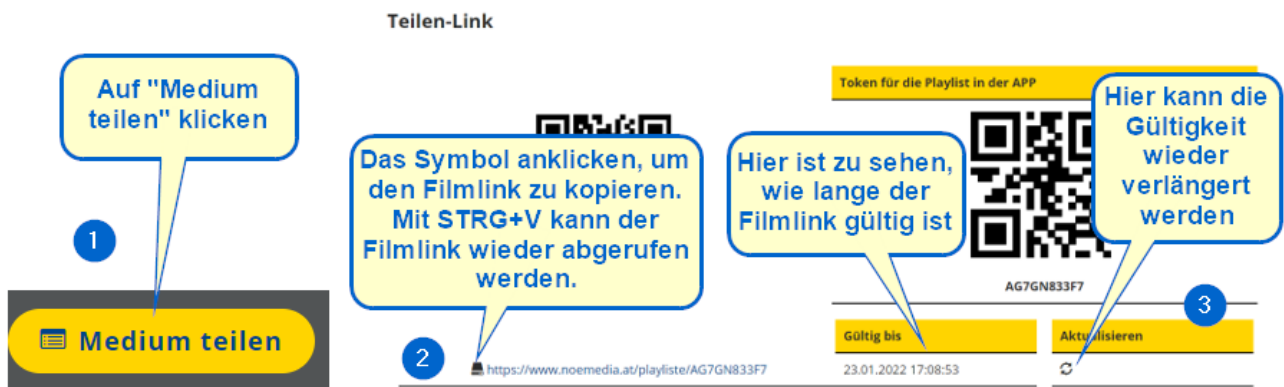 Teilen-Link
Auf "Medium
teilen" klicken
1
Medium teilen
Das Symbol anklicken, um
den Filmlink zu kopieren.
Mit STRG+V kann der
Filmlink wieder abgerufen
werden.
2
https://www.noemedia.at/playliste/AG7GN833F7
Token für die Playlist in der APP
Hier ist zu sehen,
wie lange der
Filmlink gültig ist
Hier kann die
Gültigkeit
wieder
verlängert
werden
AG7GN833F7
3
Gültig bis
Aktualisieren
23.01.2022 17:08:53